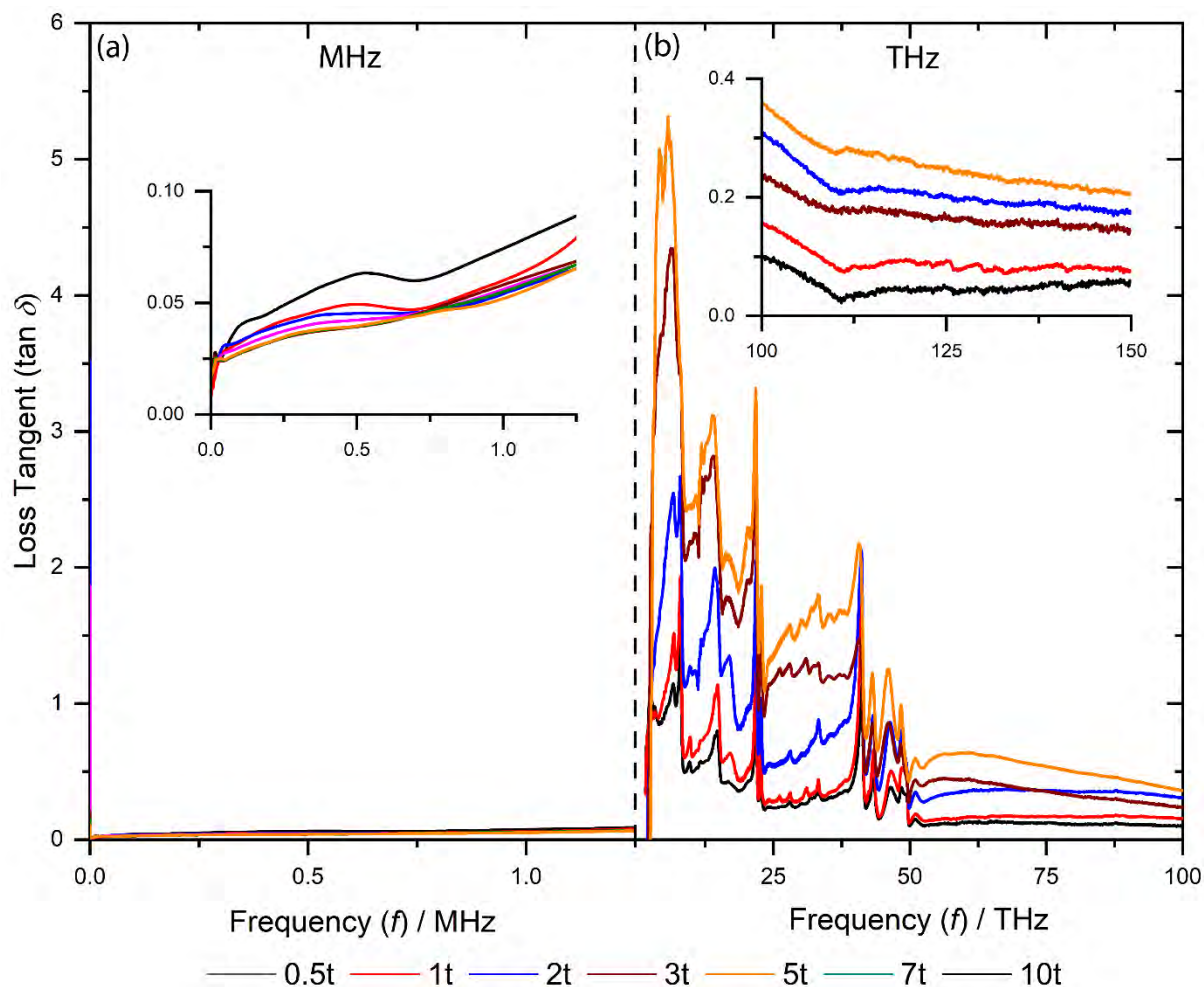 (a)
MHz
(b)
THz
6
5
4
3
2
1
0
Loss Tangent (tan δ)
0.10
0.05
0.00
0.0 0.5 1.0
0.4
0.2
0.0
100 125 150
0.0 0.5 1.0
25 50 75 100
Frequency (f) / MHz
Frequency (f) / THz
0.5t 1t 2t 3t 5t 7t 10t